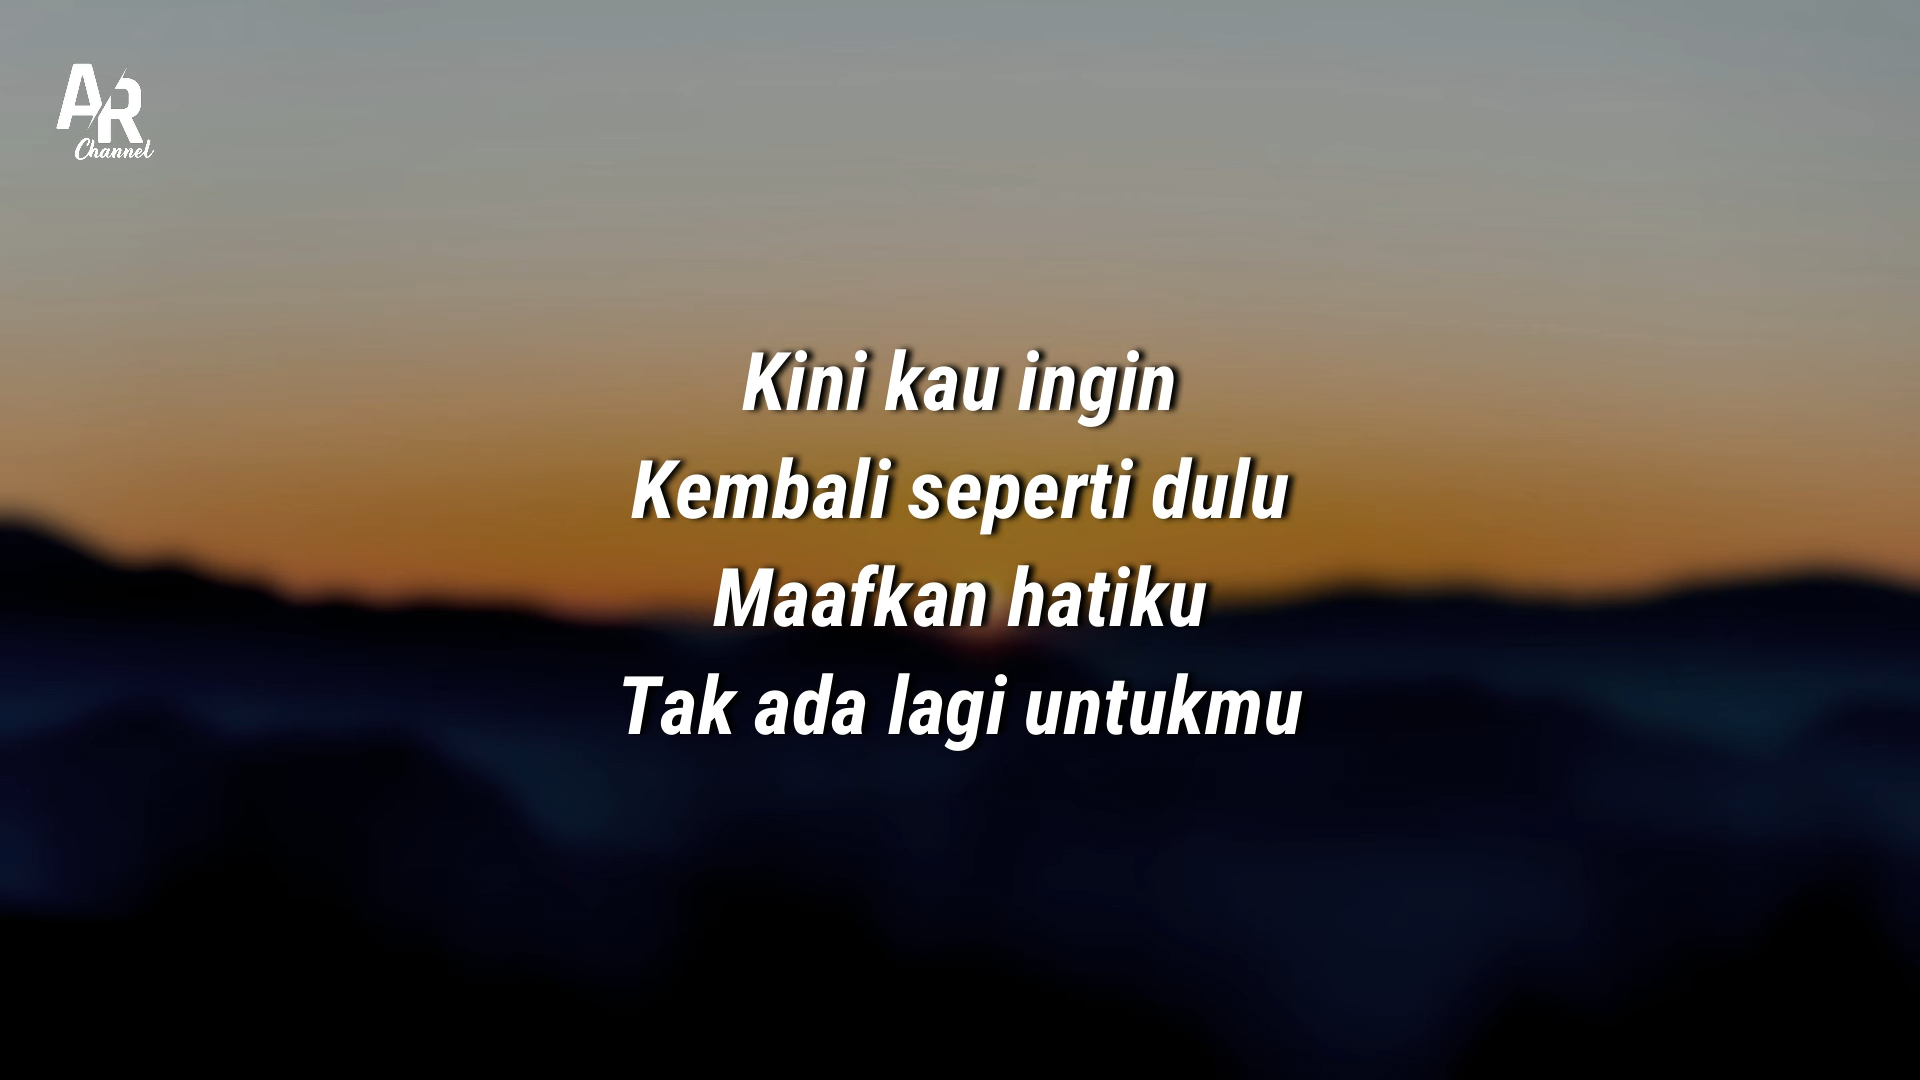 AR
Channel
Kini kau ingin
Kembali seperti dulu
Maafkan hatiku
Tak ada lagi untukmu